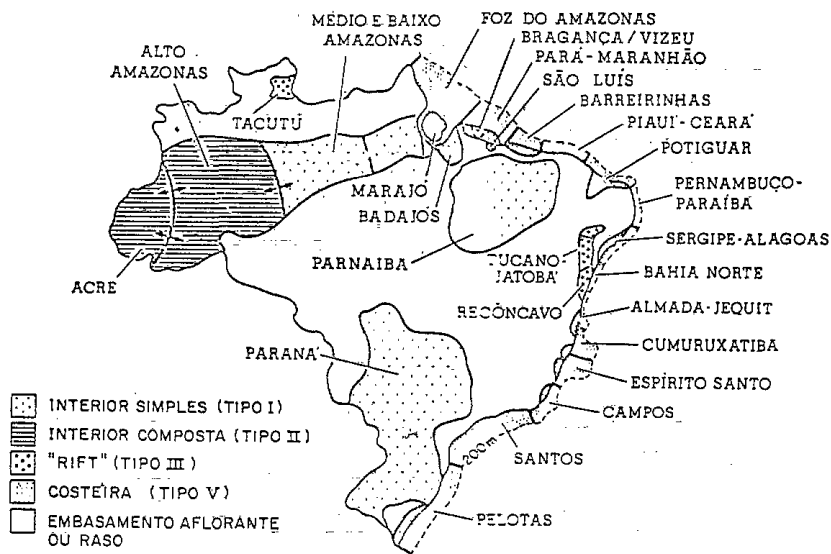 ALTO
AMAZONAS
MÉDIO E BAIXO
AMAZONAS
FOZ DO AMAZONAS
BRAGANÇA/VIZEU
PARÁ-MARANHÃO
SÃO LUÍS
BARREIRINHAS
PIAUÍ-CEARÁ
POTIGUAR
PERNAMBUCO-
PARAÍBA
TACUTÚ
MARAJÓ
BADAJÓS
PARNAIBA
TUCANO
JATOBÁ
SERGIPE-ALAGOAS
BAHIA NORTE
RECÔNCAVO
ALMADA-JEQUIT
ACRE
CUMURUXATIBA
PARANÁ
ESPÍRITO SANTO
CAMPOS
SANTOS
200m
PELOTAS
INTERIOR SIMPLES (TIPO I)
INTERIOR COMPOSTA (TIPO II)
"RIFT" (TIPO III)
COSTEIRA (TIPO V)
EMBASAMENTO AFLORANTE
OU RASO